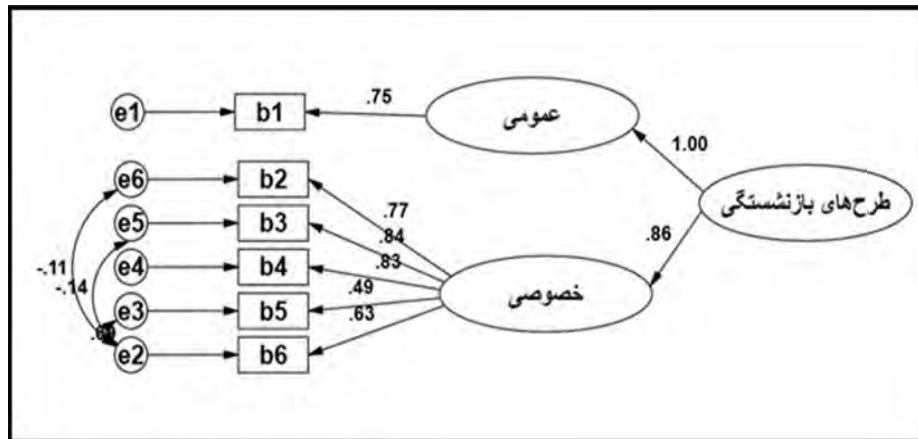 e1 b1 .75 عمومی
1.00
e6 b2 .77
طرح‌های بازنشستگی
e5 b3 .84
.86
-.11 e4 b4 .83
خصوصی
-.14 e3 b5 .49
e2 b6 .63